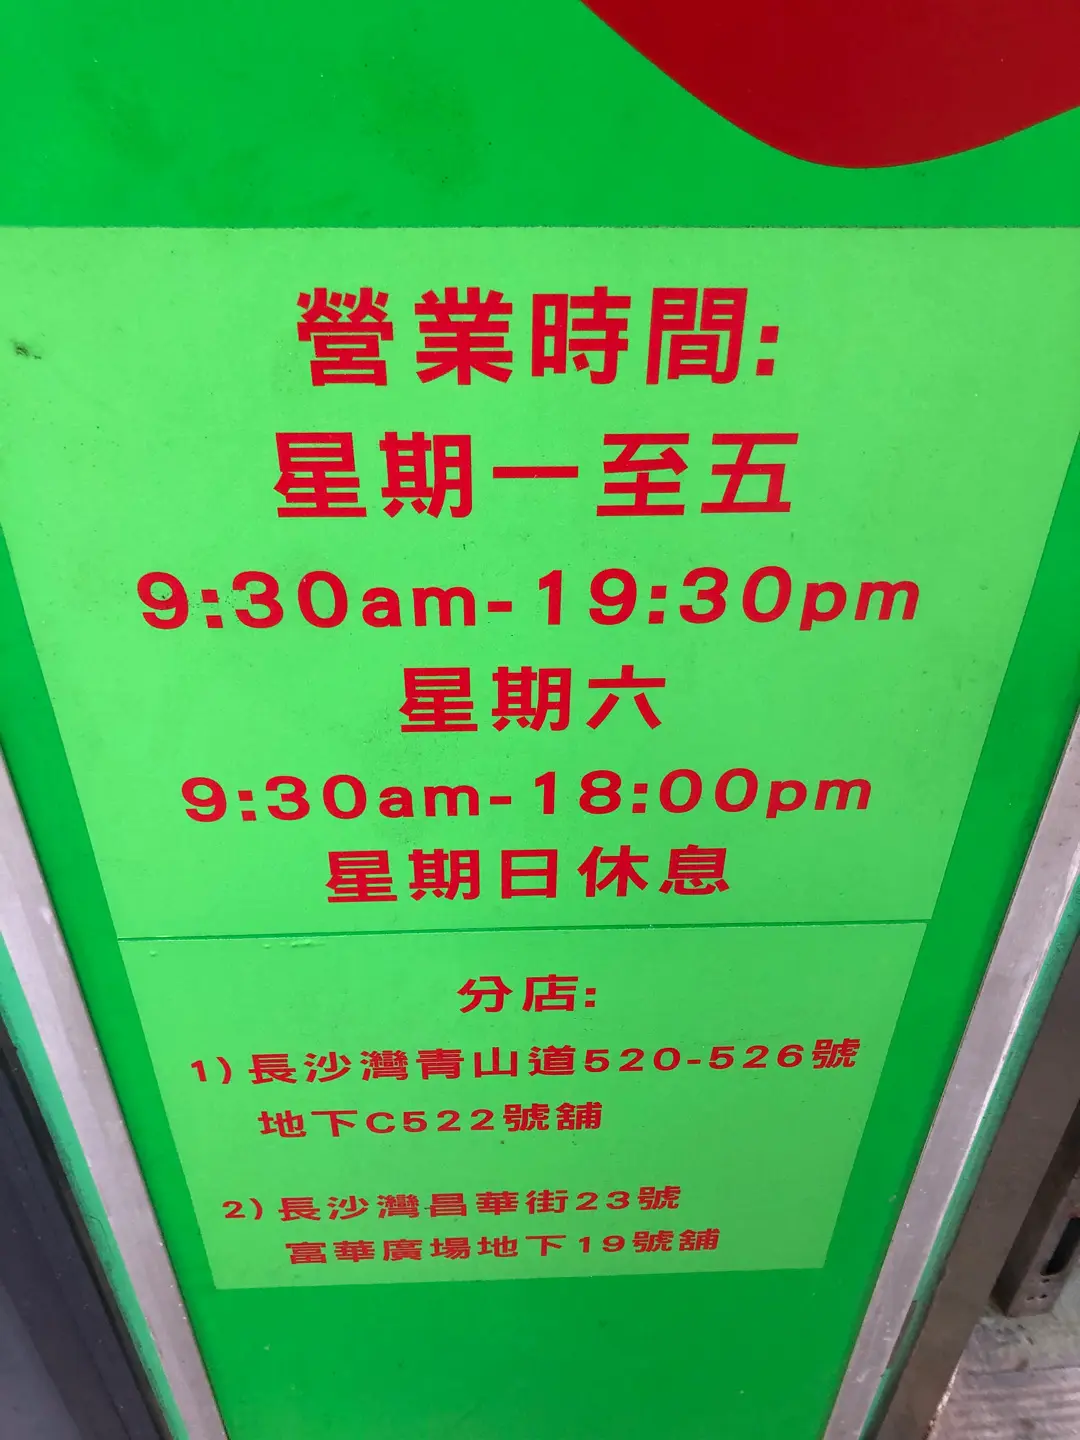 營業時間:
星期一至五
9:30am-19:30pm
星期六
9:30am-18:00pm
星期日休息
分店:
1) 長沙灣青山道520-526號
地下C522號舖
2) 長沙灣昌華街23號
富華廣場地下19號舖